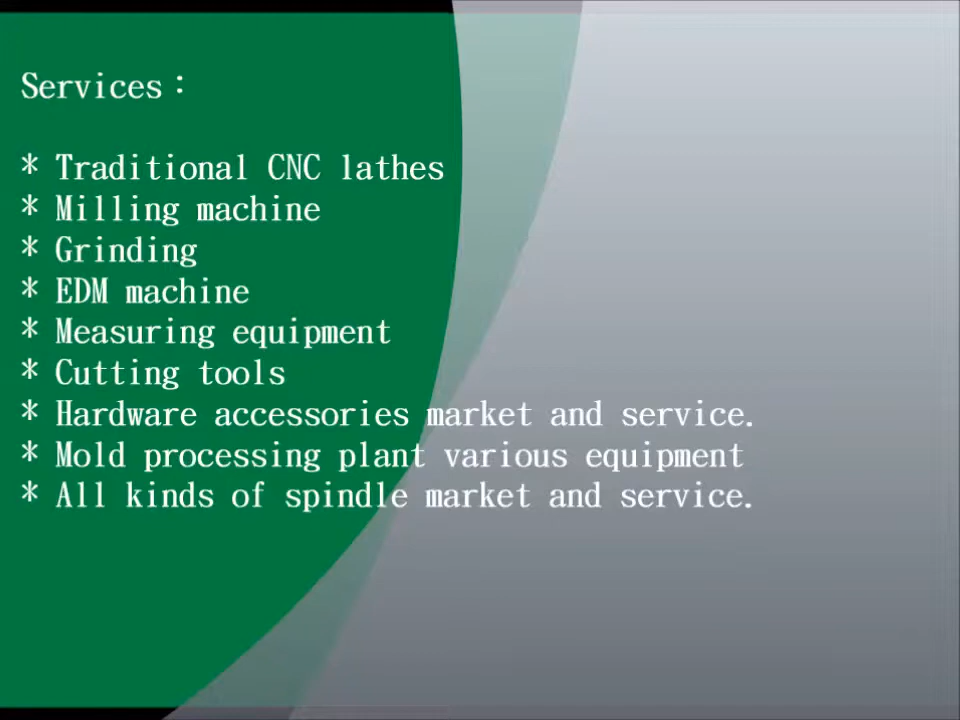 Services：
* Traditional CNC lathes
* Milling machine
* Grinding
* EDM machine
* Measuring equipment
* Cutting tools
* Hardware accessories market and service.
* Mold processing plant various equipment
* All kinds of spindle market and service.